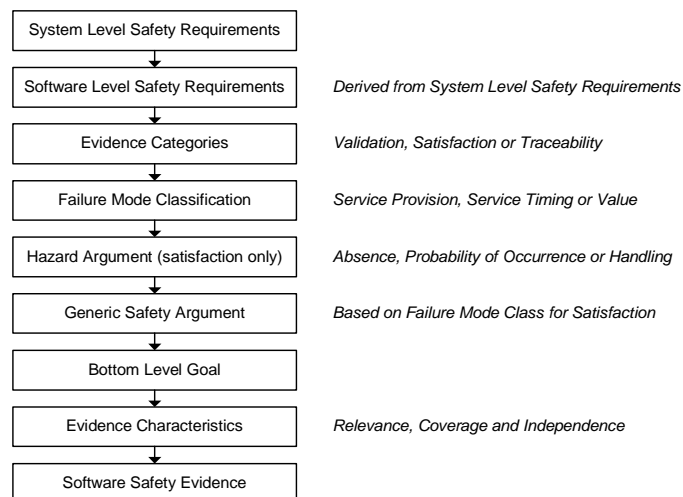 System Level Safety Requirements
Software Level Safety Requirements
Derived from System Level Safety Requirements
Evidence Categories
Validation, Satisfaction or Traceability
Failure Mode Classification
Service Provision, Service Timing or Value
Hazard Argument (satisfaction only)
Absence, Probability of Occurrence or Handling
Generic Safety Argument
Based on Failure Mode Class for Satisfaction
Bottom Level Goal
Evidence Characteristics
Relevance, Coverage and Independence
Software Safety Evidence